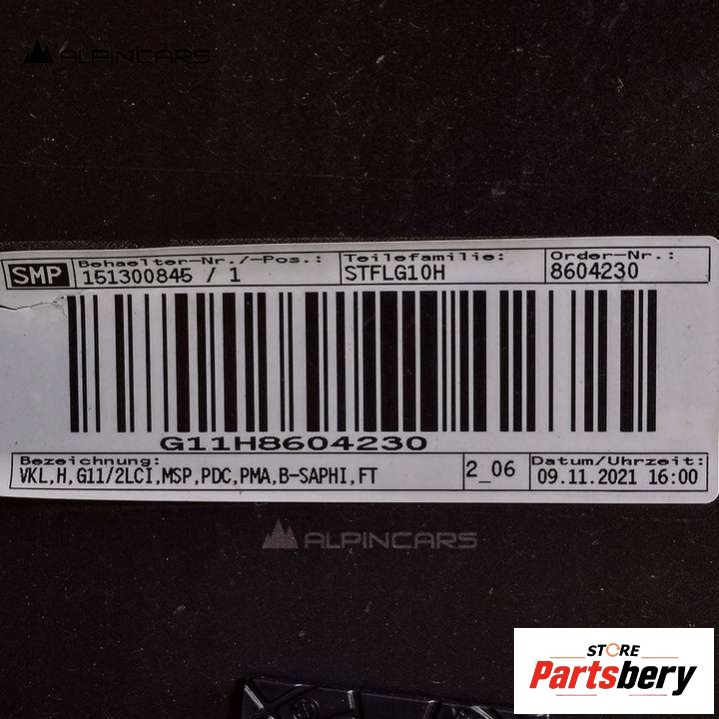 ALPINCARS
SMP
Behaelter-Nr./-Pos.:
151300845 / 1
Teilefamilie:
STFLG10H
Order-Nr.:
8604230
G11H8604230
Bezeichnung:
VKL,H,G11/2LCI,MSP,PDC,PMA,B-SAPHI,FT
2_06
Datum/Uhrzeit:
09.11.2021 16:00
ALPINCARS
STORE
Partsbery